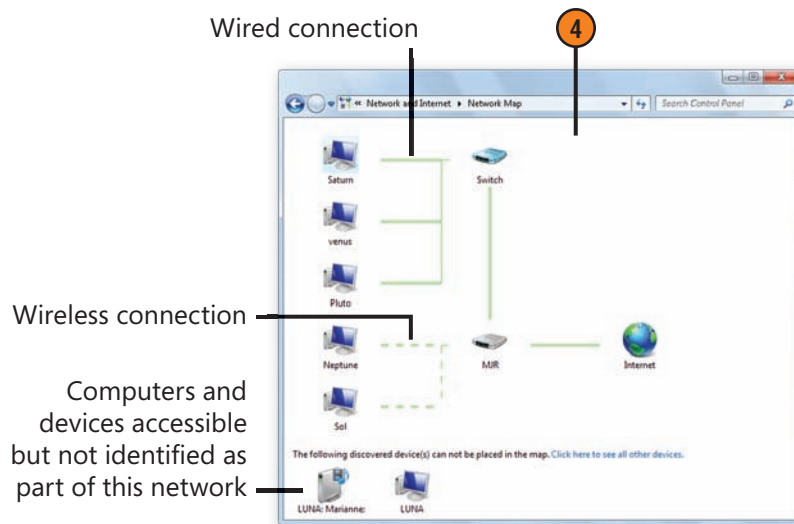 Wired connection
4
« Network and Internet ▸ Network Map
Search Control Panel
Saturn
Switch
venus
Pluto
Wireless connection
Neptune
MJR
Internet
Sol
Computers and
devices accessible
but not identified as
part of this network
The following discovered device(s) can not be placed in the map. Click here to see all other devices.
LUNA: Marianne:
LUNA